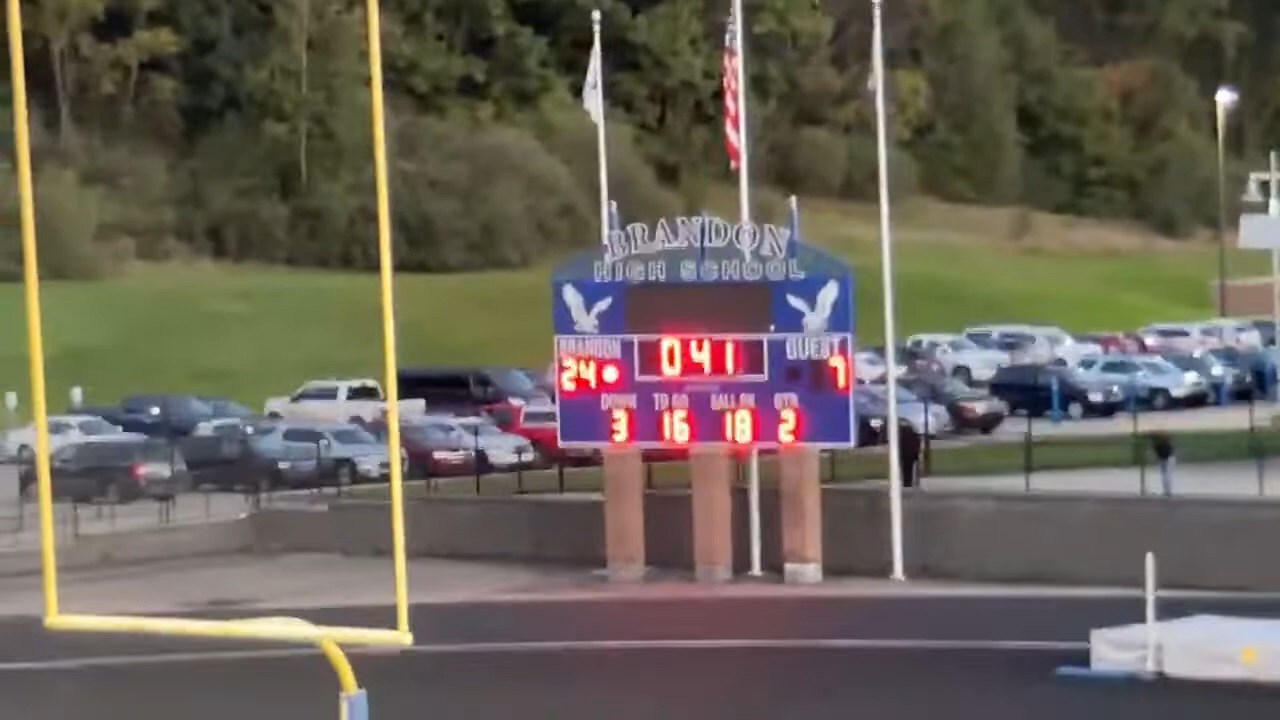 BRANDON
HIGH SCHOOL
BRANDON 0:41 GUEST
24 7
DOWN TO GO BALL ON QTR
3 16 18 2